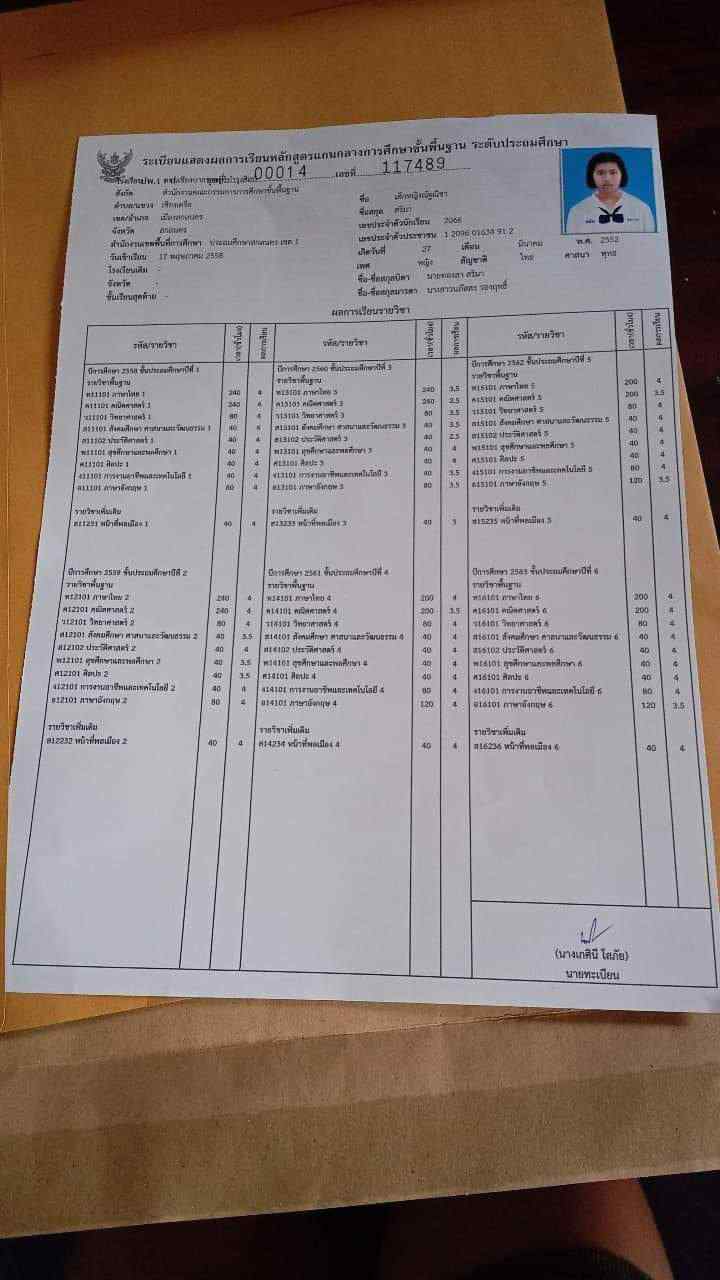 ระเบียนแสดงผลการเรียนหลักสูตรแกนกลางการศึกษาขั้นพื้นฐาน ระดับประถมศึกษา
00014 เลขที่ 117489
สังกัด สำนักงานคณะกรรมการการศึกษาขั้นพื้นฐาน
ตำบล/แขวง เชียงเครือ
เขต/อำเภอ เมืองสกลนคร
จังหวัด สกลนคร
สำนักงานเขตพื้นที่การศึกษา ประถมศึกษาสกลนคร เขต 1
วันเข้าเรียน 17 พฤษภาคม 2558
โรงเรียนเดิม -
จังหวัด -
ชั้นเรียนสุดท้าย -
ชื่อ เด็กหญิงณัฐณิชา
ชื่อสกุล ศริมา
เลขประจำตัวนักเรียน 2066
เลขประจำตัวประชาชน 1 2096 01634 91 2
เกิดวันที่ 27 เดือน มีนาคม พ.ศ. 2552
เพศ หญิง สัญชาติ ไทย ศาสนา พุทธ
ชื่อ-ชื่อสกุลบิดา นายทองสา ศริมา
ชื่อ-ชื่อสกุลมารดา
ผลการเรียนรายวิชา
รหัส/รายวิชา เวลา(ชั่วโมง) ผลการเรียน
ปีการศึกษา 2558 ชั้นประถมศึกษาปีที่ 1
รายวิชาพื้นฐาน
ท11101 ภาษาไทย 1 240 4
ค11101 คณิตศาสตร์ 1 240 4
ว11101 วิทยาศาสตร์ 1 80 4
ส11101 สังคมศึกษา ศาสนาและวัฒนธรรม 1 40 4
ส11102 ประวัติศาสตร์ 1 40 4
พ11101 สุขศึกษาและพลศึกษา 1 40 4
ศ11101 ศิลปะ 1 40 4
ง11101 การงานอาชีพและเทคโนโลยี 1 40 4
อ11101 ภาษาอังกฤษ 1 80 4
รายวิชาเพิ่มเติม
ส11231 หน้าที่พลเมือง 1 40 4
ปีการศึกษา 2559 ชั้นประถมศึกษาปีที่ 2
รายวิชาพื้นฐาน
ท12101 ภาษาไทย 2 240 4
ค12101 คณิตศาสตร์ 2 240 4
ว12101 วิทยาศาสตร์ 2 80 4
ส12101 สังคมศึกษา ศาสนาและวัฒนธรรม 2 40 3.5
ส12102 ประวัติศาสตร์ 2 40 4
พ12101 สุขศึกษาและพลศึกษา 2 40 3.5
ศ12101 ศิลปะ 2 40 3.5
ง12101 การงานอาชีพและเทคโนโลยี 2 40 4
อ12101 ภาษาอังกฤษ 2 80 4
รายวิชาเพิ่มเติม
ส12232 หน้าที่พลเมือง 2 40 4
รหัส/รายวิชา เวลา(ชั่วโมง) ผลการเรียน
ปีการศึกษา 2560 ชั้นประถมศึกษาปีที่ 3
รายวิชาพื้นฐาน
ท13101 ภาษาไทย 3 240 3.5
ค13101 คณิตศาสตร์ 3 240 2.5
ว13101 วิทยาศาสตร์ 3 80 3.5
ส13101 สังคมศึกษา ศาสนาและวัฒนธรรม 3 40 3.5
ส13102 ประวัติศาสตร์ 3 40 2.5
พ13101 สุขศึกษาและพลศึกษา 3 40 4
ศ13101 ศิลปะ 3 40 4
ง13101 การงานอาชีพและเทคโนโลยี 3 40 3.5
อ13101 ภาษาอังกฤษ 3 80 3.5
รายวิชาเพิ่มเติม
ส13233 หน้าที่พลเมือง 3 40 3
ปีการศึกษา 2561 ชั้นประถมศึกษาปีที่ 4
รายวิชาพื้นฐาน
ท14101 ภาษาไทย 4 200 4
ค14101 คณิตศาสตร์ 4 200 3.5
ว14101 วิทยาศาสตร์ 4 80 4
ส14101 สังคมศึกษา ศาสนาและวัฒนธรรม 4 40 4
ส14102 ประวัติศาสตร์ 4 40 4
พ14101 สุขศึกษาและพลศึกษา 4 40 4
ศ14101 ศิลปะ 4 40 4
ง14101 การงานอาชีพและเทคโนโลยี 4 80 4
อ14101 ภาษาอังกฤษ 4 120 4
รายวิชาเพิ่มเติม
ส14234 หน้าที่พลเมือง 4 40 4
รหัส/รายวิชา เวลา(ชั่วโมง) ผลการเรียน
ปีการศึกษา 2562 ชั้นประถมศึกษาปีที่ 5
รายวิชาพื้นฐาน
ท15101 ภาษาไทย 5 200 4
ค15101 คณิตศาสตร์ 5 200 3.5
ว15101 วิทยาศาสตร์ 5 80 4
ส15101 สังคมศึกษา ศาสนาและวัฒนธรรม 5 40 4
ส15102 ประวัติศาสตร์ 5 40 4
พ15101 สุขศึกษาและพลศึกษา 5 40 4
ศ15101 ศิลปะ 5 40 4
ง15101 การงานอาชีพและเทคโนโลยี 5 80 4
อ15101 ภาษาอังกฤษ 5 120 3.5
รายวิชาเพิ่มเติม
ส15235 หน้าที่พลเมือง 5 40 4
ปีการศึกษา 2563 ชั้นประถมศึกษาปีที่ 6
รายวิชาพื้นฐาน
ท16101 ภาษาไทย 6 200 4
ค16101 คณิตศาสตร์ 6 200 4
ว16101 วิทยาศาสตร์ 6 80 4
ส16101 สังคมศึกษา ศาสนาและวัฒนธรรม 6 40 4
ส16102 ประวัติศาสตร์ 6 40 4
พ16101 สุขศึกษาและพลศึกษา 6 40 4
ศ16101 ศิลปะ 6 40 4
ง16101 การงานอาชีพและเทคโนโลยี 6 80 4
อ16101 ภาษาอังกฤษ 6 120 3.5
รายวิชาเพิ่มเติม
ส16236 หน้าที่พลเมือง 6 40 4
(นางเกศินี โสภัย)
นายทะเบียน